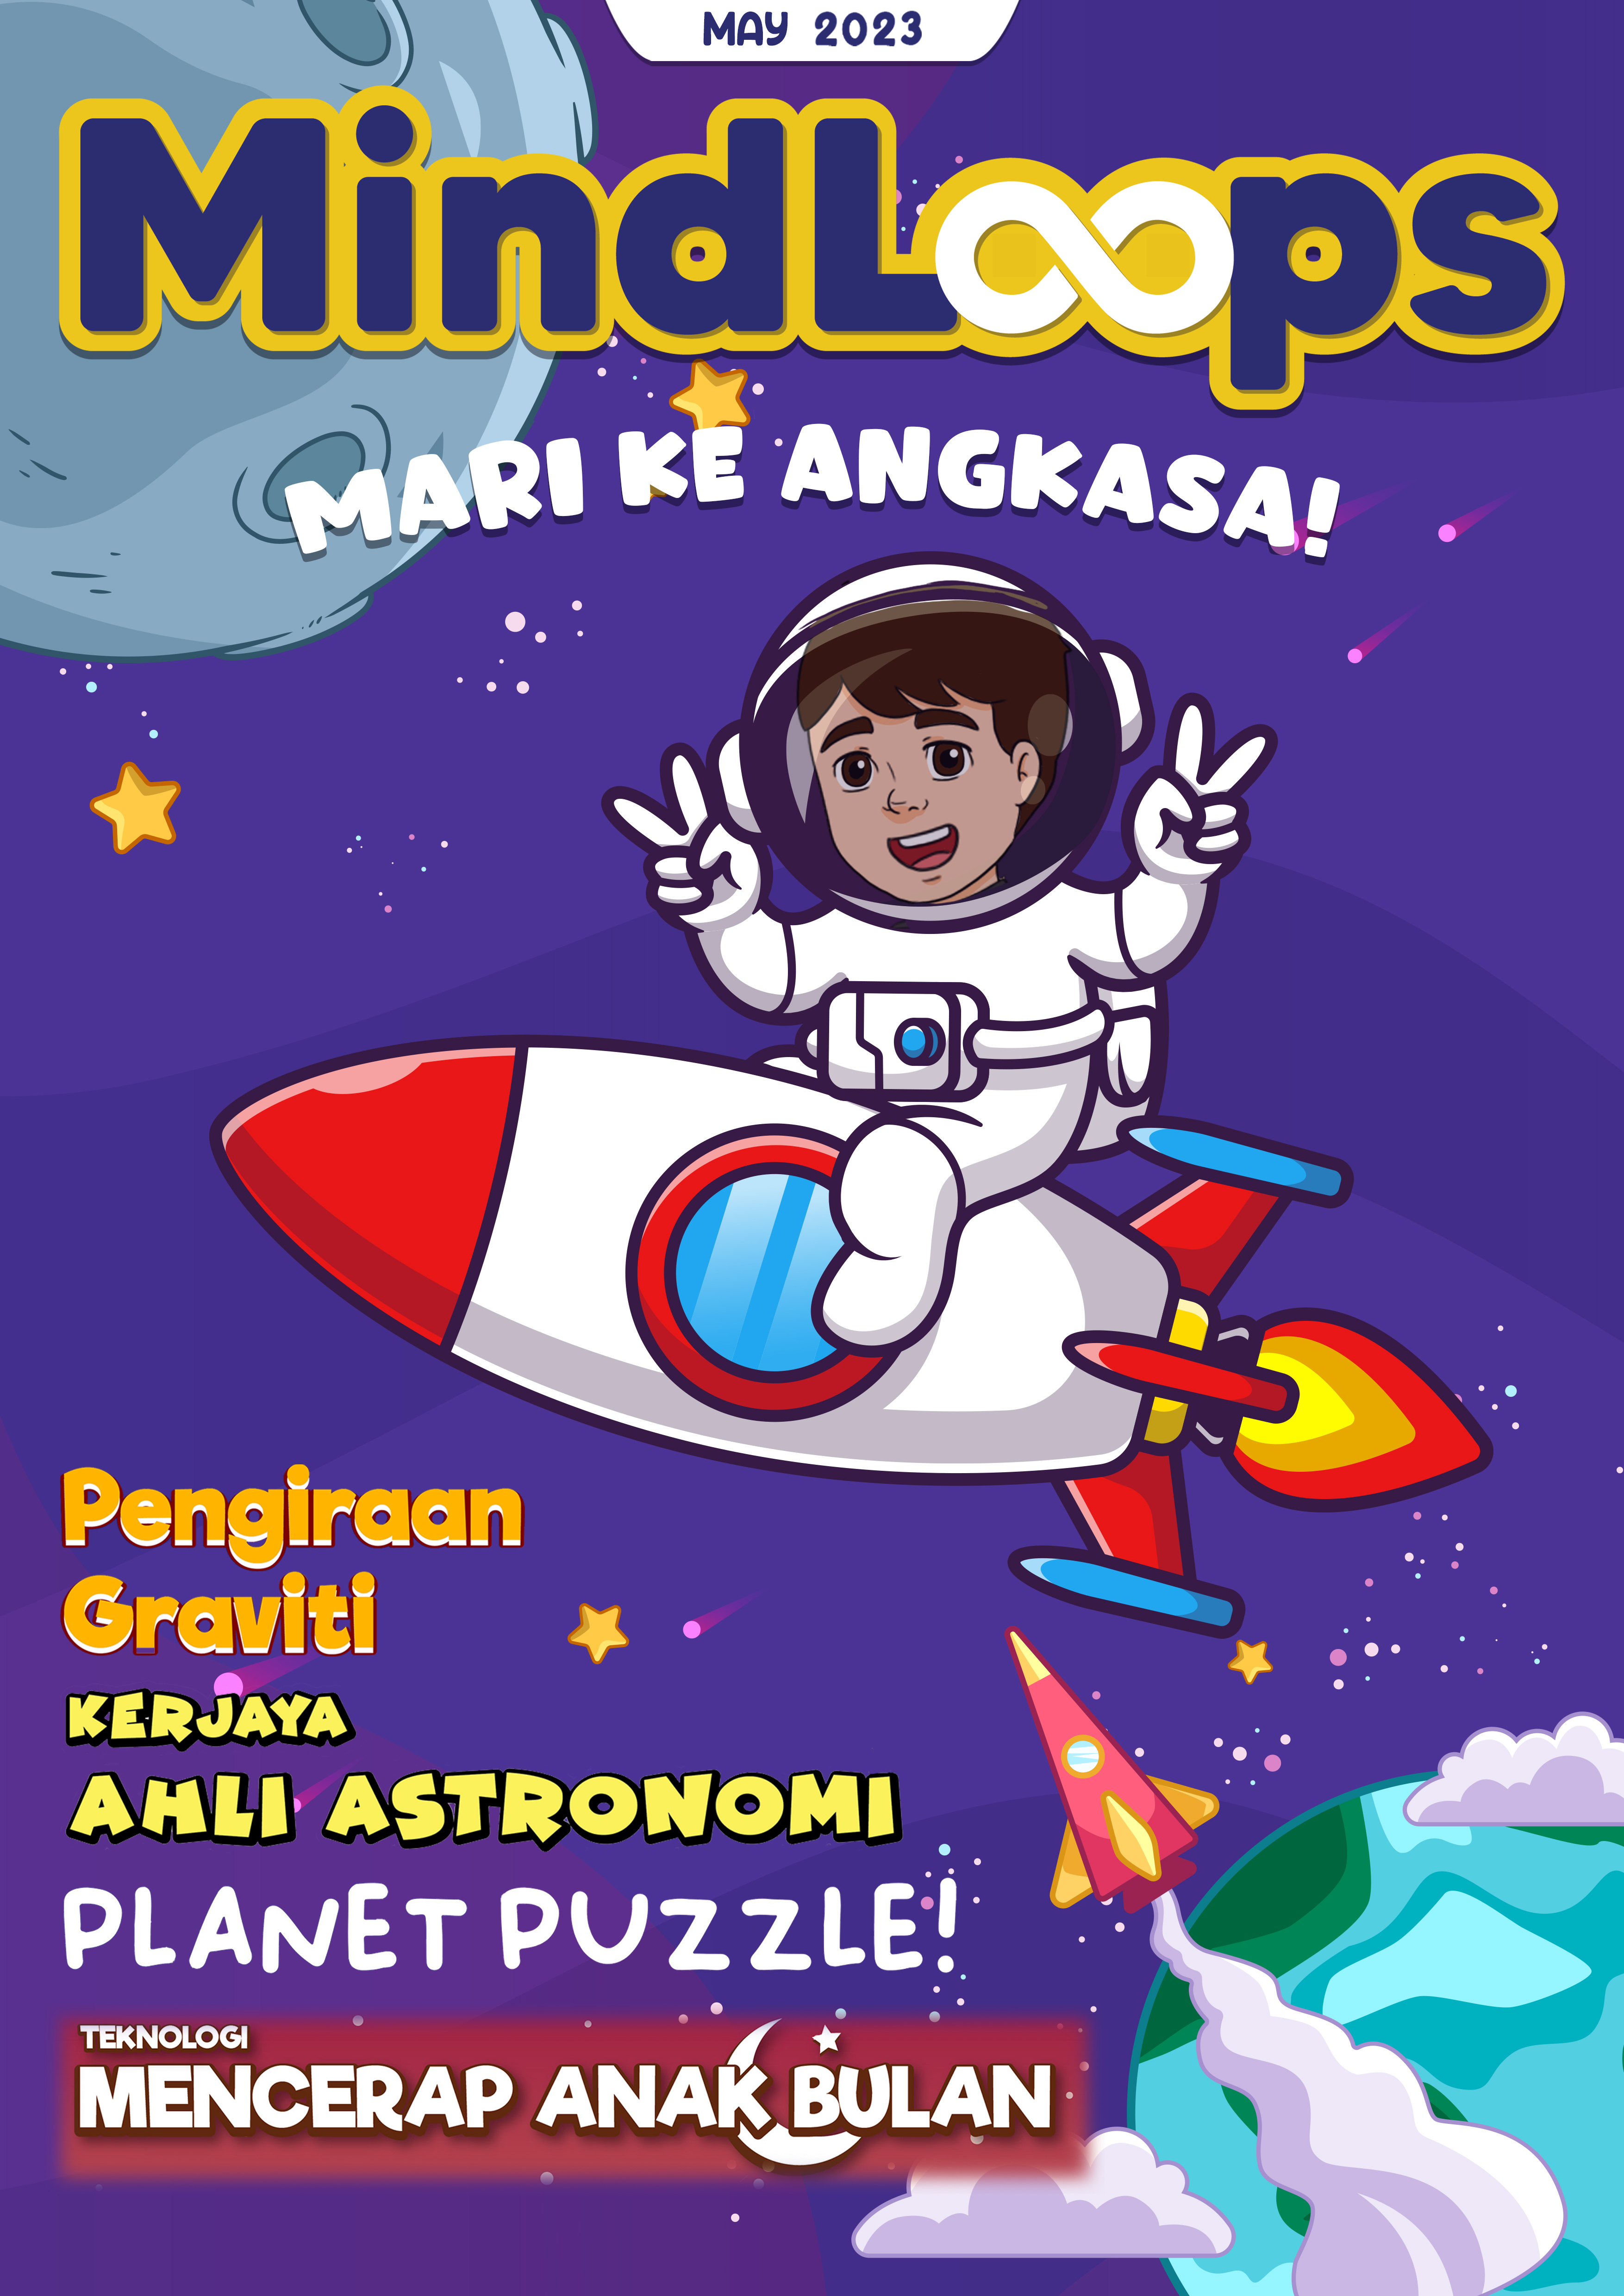 MAY 2023
MindLoops
MARI KE ANGKASA!
Pengiraan
Graviti
KERJAYA
AHLI ASTRONOMI
PLANET PUZZLE!
TEKNOLOGI
MENCERAP ANAK BULAN